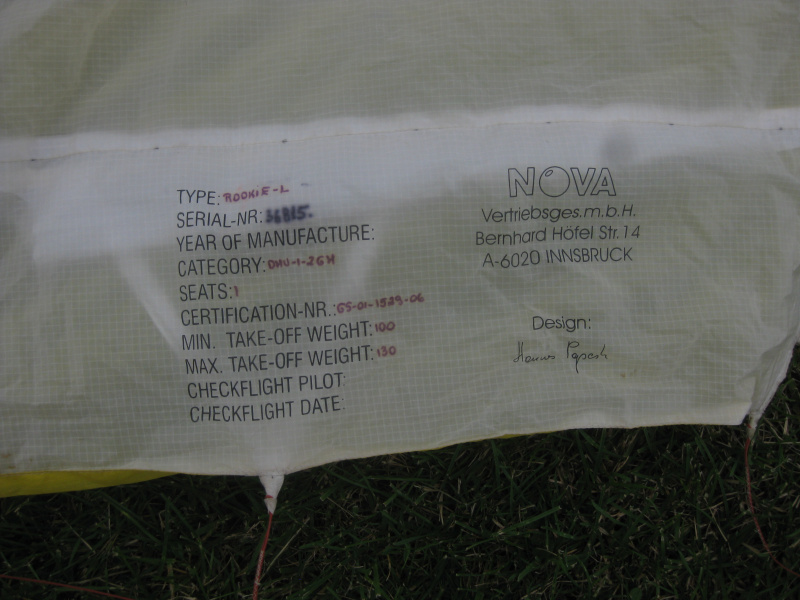 TYPE: ROOKIE-L
SERIAL-NR: 36815.
YEAR OF MANUFACTURE:
CATEGORY: DHV-1-2GH
SEATS: 1
CERTIFICATION-NR.: GS-01-1529-06
MIN. TAKE-OFF WEIGHT: 100
MAX. TAKE-OFF WEIGHT: 130
CHECKFLIGHT PILOT:
CHECKFLIGHT DATE:
NOVA
Vertriebsges.m.b.H.
Bernhard Höfel Str. 14
A-6020 INNSBRUCK
Design:
Hannes Papesh